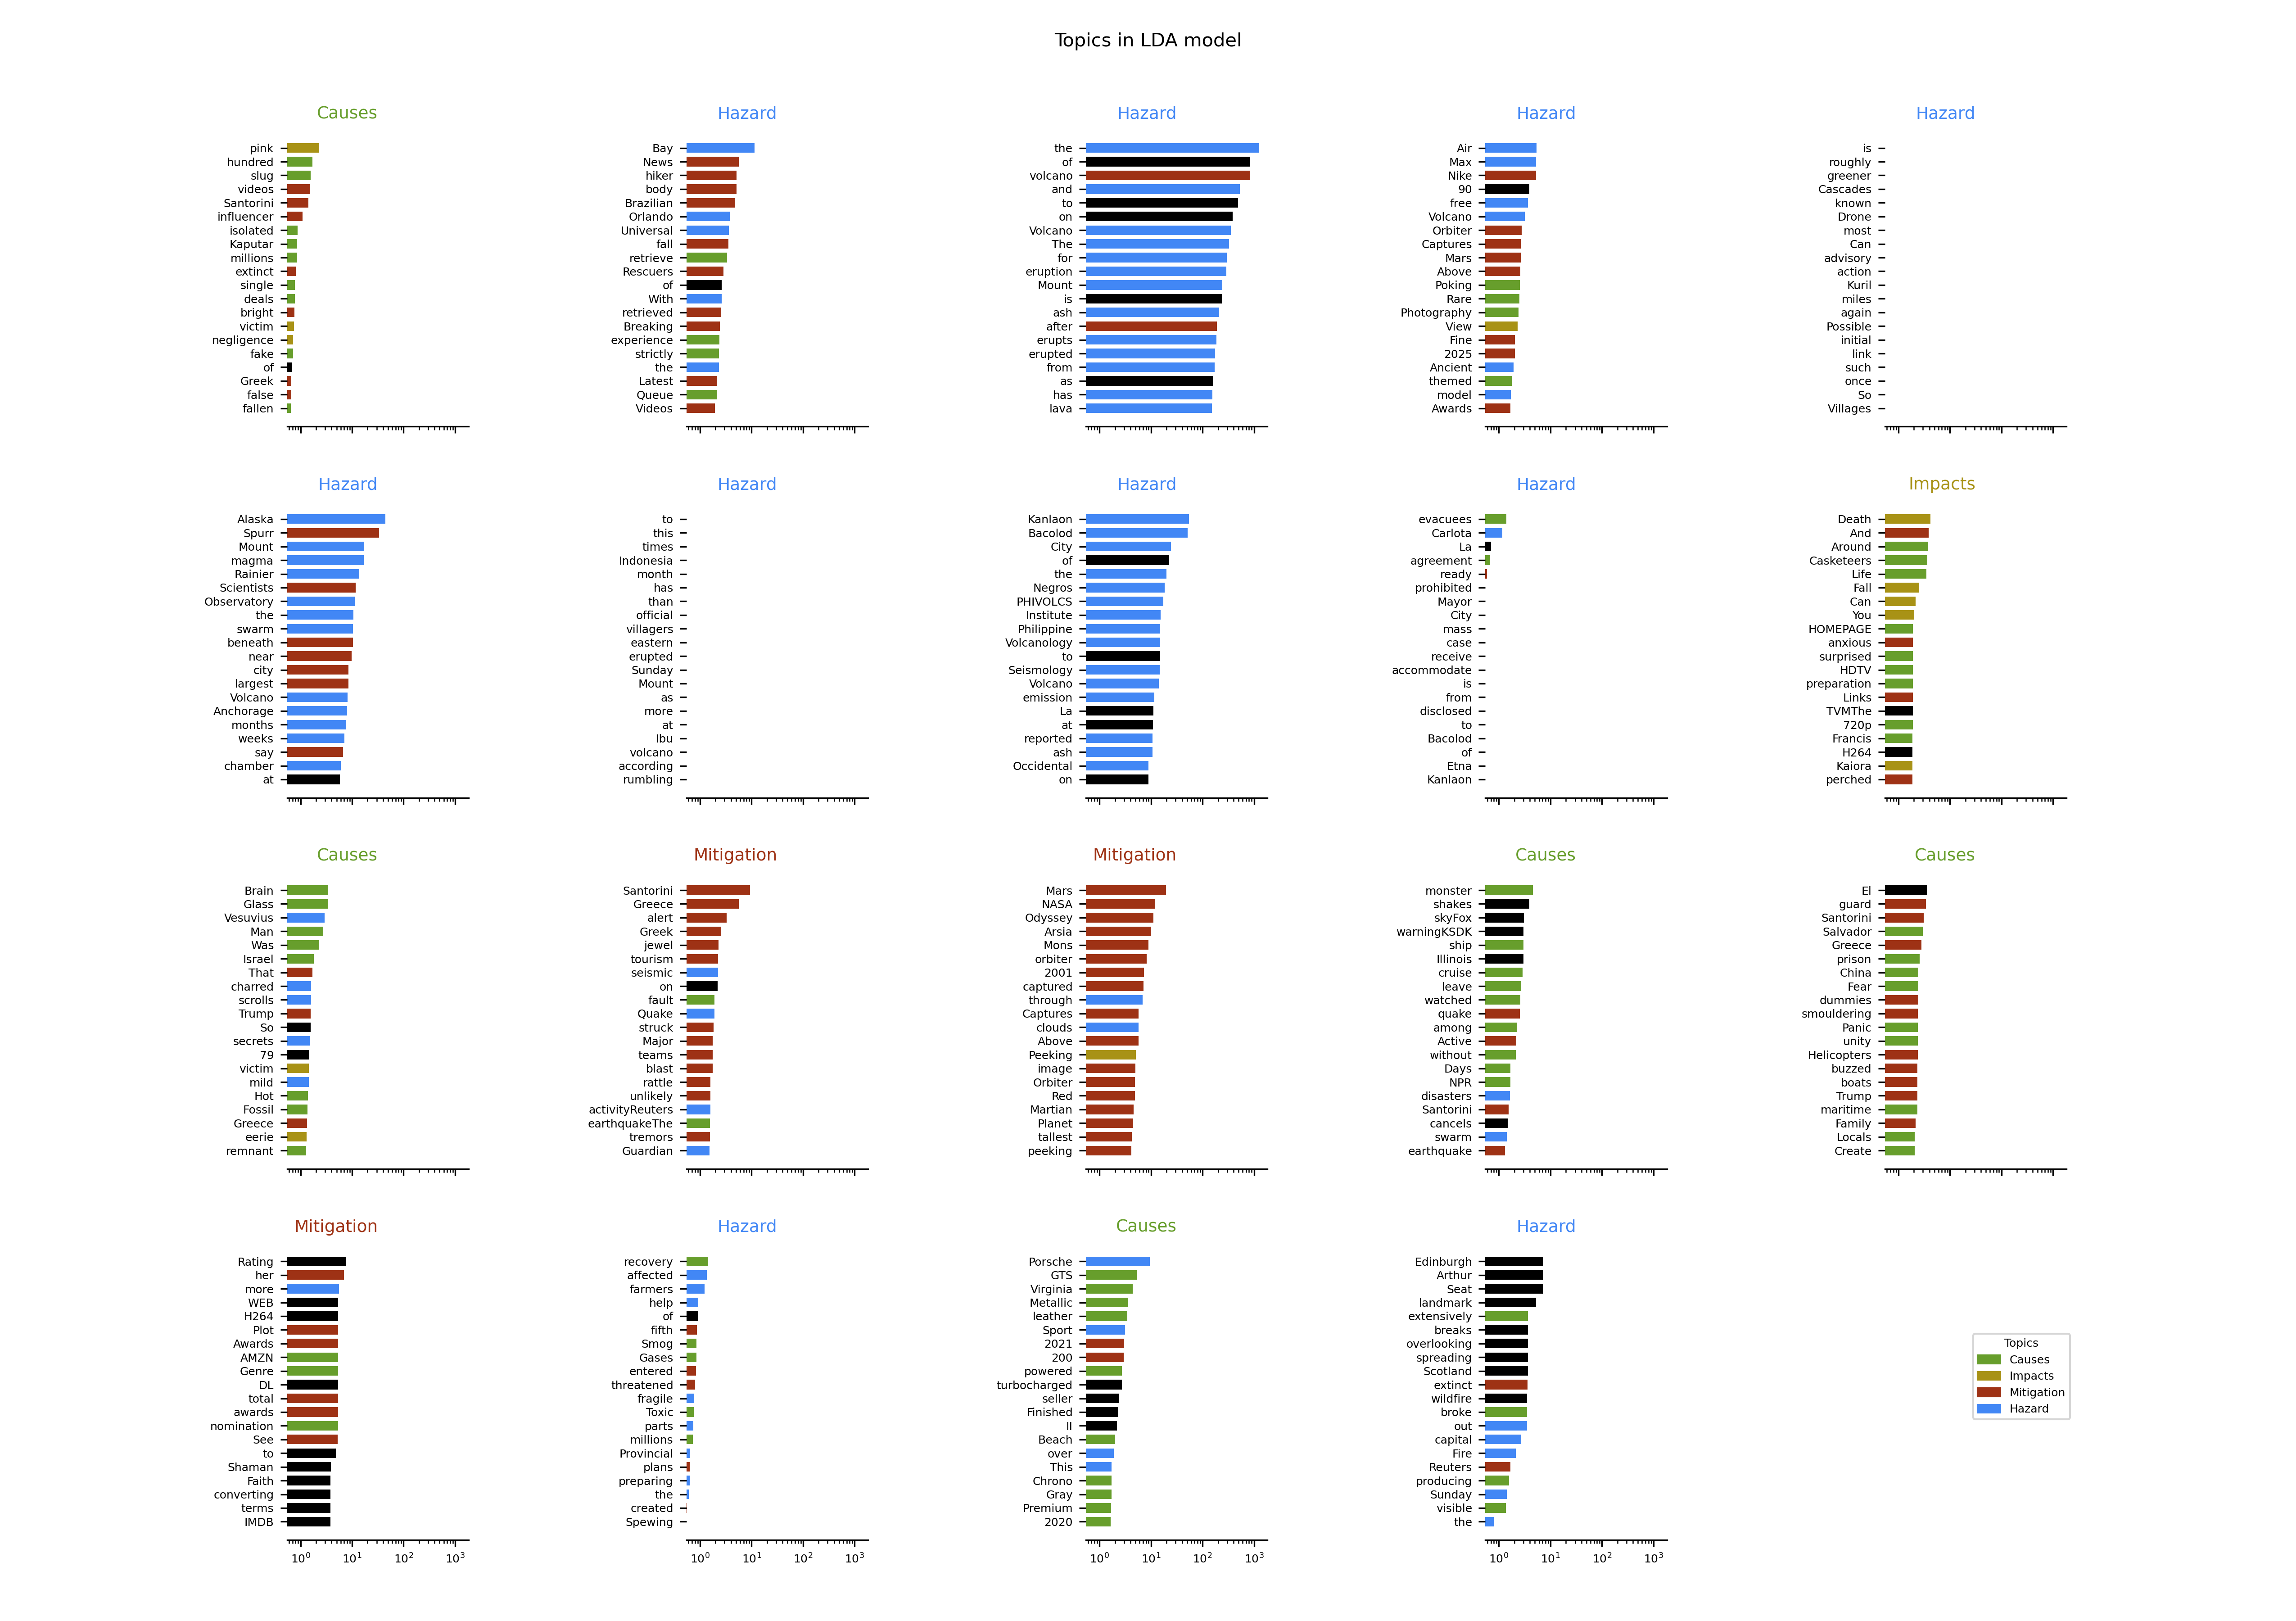 Topics in LDA model
Causes
pink
hundred
slug
videos
Santorini
influencer
isolated
Kaputar
millions
extinct
single
deals
bright
victim
negligence
fake
of
Greek
false
fallen
Hazard
Bay
News
hiker
body
Brazilian
Orlando
Universal
fall
retrieve
Rescuers
of
With
retrieved
Breaking
experience
strictly
the
Latest
Queue
Videos
Hazard
the
of
volcano
and
to
on
Volcano
The
for
eruption
Mount
is
ash
after
erupts
erupted
from
as
has
lava
Hazard
Air
Max
Nike
90
free
Volcano
Orbiter
Captures
Mars
Above
Poking
Rare
Photography
View
Fine
2025
Ancient
themed
model
Awards
Hazard
is
roughly
greener
Cascades
known
Drone
most
Can
advisory
action
Kuril
miles
again
Possible
initial
link
such
once
So
Villages
Hazard
Alaska
Spurr
Mount
magma
Rainier
Scientists
Observatory
the
swarm
beneath
near
city
largest
Volcano
Anchorage
months
weeks
say
chamber
at
Hazard
to
this
times
Indonesia
month
has
than
official
villagers
eastern
erupted
Sunday
Mount
as
more
at
Ibu
volcano
according
rumbling
Hazard
Kanlaon
Bacolod
City
of
the
Negros
PHIVOLCS
Institute
Philippine
Volcanology
to
Seismology
Volcano
emission
La
at
reported
ash
Occidental
on
Hazard
evacuees
Carlota
La
agreement
ready
prohibited
Mayor
City
mass
case
receive
accommodate
is
from
disclosed
to
Bacolod
of
Etna
Kanlaon
Impacts
Death
And
Around
Casketeers
Life
Fall
Can
You
HOMEPAGE
anxious
surprised
HDTV
preparation
Links
TVMThe
720p
Francis
H264
Kaiora
perched
Causes
Brain
Glass
Vesuvius
Man
Was
Israel
That
charred
scrolls
Trump
So
secrets
79
victim
mild
Hot
Fossil
Greece
eerie
remnant
Mitigation
Santorini
Greece
alert
Greek
jewel
tourism
seismic
on
fault
Quake
struck
Major
teams
blast
rattle
unlikely
activityReuters
earthquakeThe
tremors
Guardian
Mitigation
Mars
NASA
Odyssey
Arsia
Mons
orbiter
2001
captured
through
Captures
clouds
Above
Peeking
image
Orbiter
Red
Martian
Planet
tallest
peeking
Causes
monster
shakes
skyFox
warningKSDK
ship
Illinois
cruise
leave
watched
quake
among
Active
without
Days
NPR
disasters
Santorini
cancels
swarm
earthquake
Causes
El
guard
Santorini
Salvador
Greece
prison
China
Fear
dummies
smouldering
Panic
unity
Helicopters
buzzed
boats
Trump
maritime
Family
Locals
Create
Mitigation
Rating
her
more
WEB
H264
Plot
Awards
AMZN
Genre
DL
total
awards
nomination
See
to
Shaman
Faith
converting
terms
IMDB
10⁰ 10¹ 10² 10³
Hazard
recovery
affected
farmers
help
of
fifth
Smog
Gases
entered
threatened
fragile
Toxic
parts
millions
Provincial
plans
preparing
the
created
Spewing
10⁰ 10¹ 10² 10³
Causes
Porsche
GTS
Virginia
Metallic
leather
Sport
2021
200
powered
turbocharged
seller
Finished
II
Beach
over
This
Chrono
Gray
Premium
2020
10⁰ 10¹ 10² 10³
Hazard
Edinburgh
Arthur
Seat
landmark
extensively
breaks
overlooking
spreading
Scotland
extinct
wildfire
broke
out
capital
Fire
Reuters
producing
Sunday
visible
the
10⁰ 10¹ 10² 10³
Topics
Causes
Impacts
Mitigation
Hazard